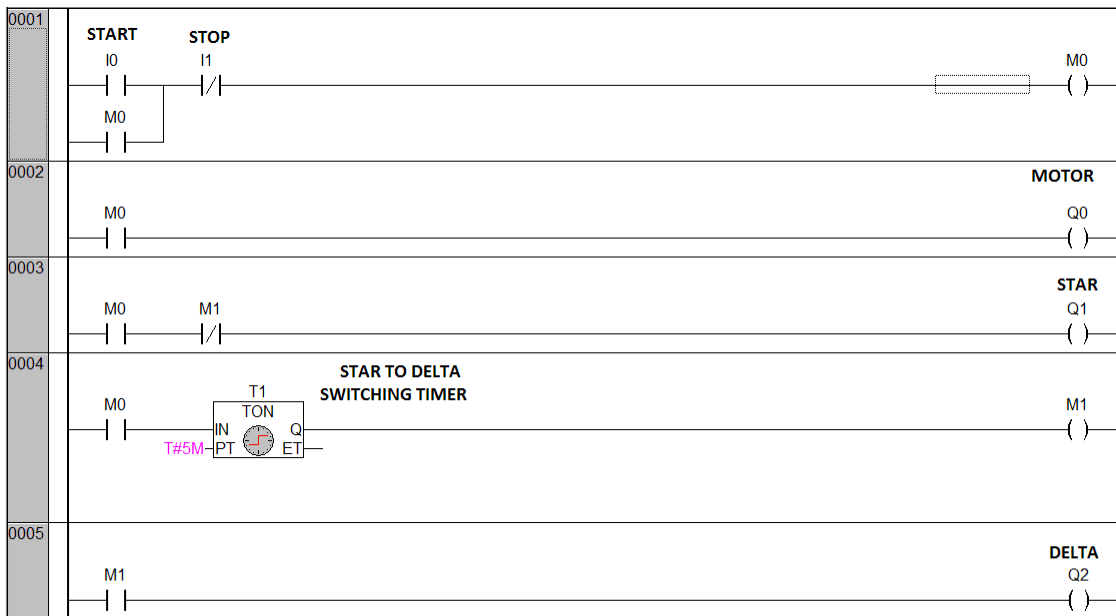 0001
START STOP
I0 I1 M0
M0
0002
MOTOR
M0 Q0
0003
STAR
M0 M1 Q1
0004
STAR TO DELTA
SWITCHING TIMER
T1
M0 TON M1
IN Q
T#5M PT ET
0005
DELTA
M1 Q2